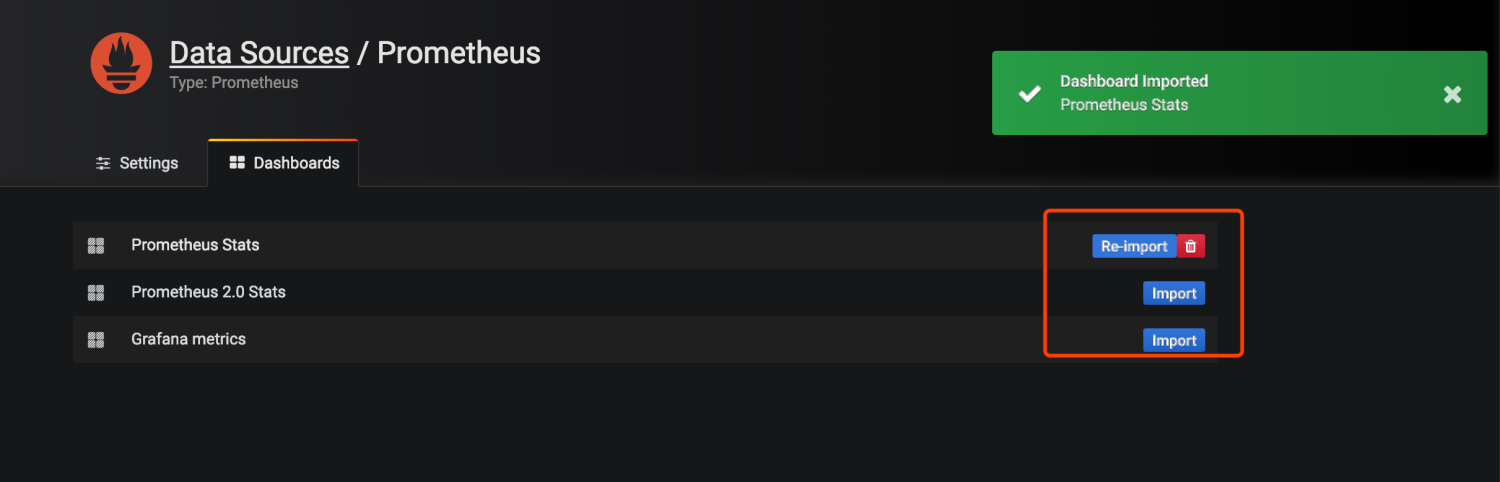 Data Sources / Prometheus
Type: Prometheus
Dashboard Imported
Prometheus Stats
Settings
Dashboards
Prometheus Stats
Re-import
Prometheus 2.0 Stats
Import
Grafana metrics
Import